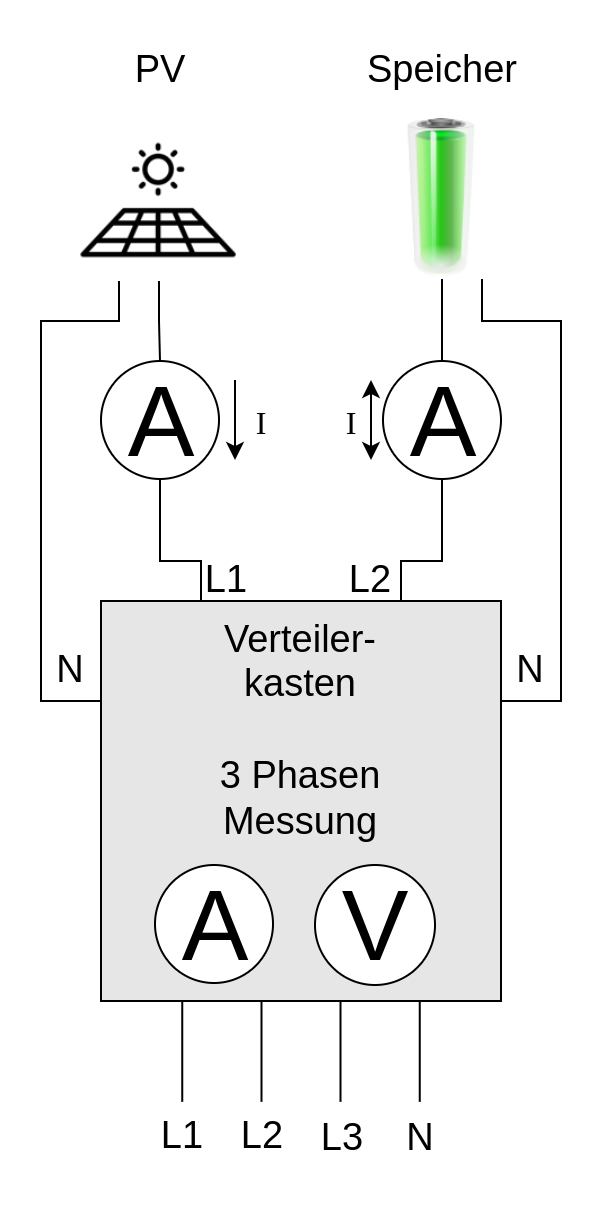 PV
Speicher
A
I
I
A
L1
L2
N
Verteiler-
kasten
N
3 Phasen
Messung
A
V
L1
L2
L3
N